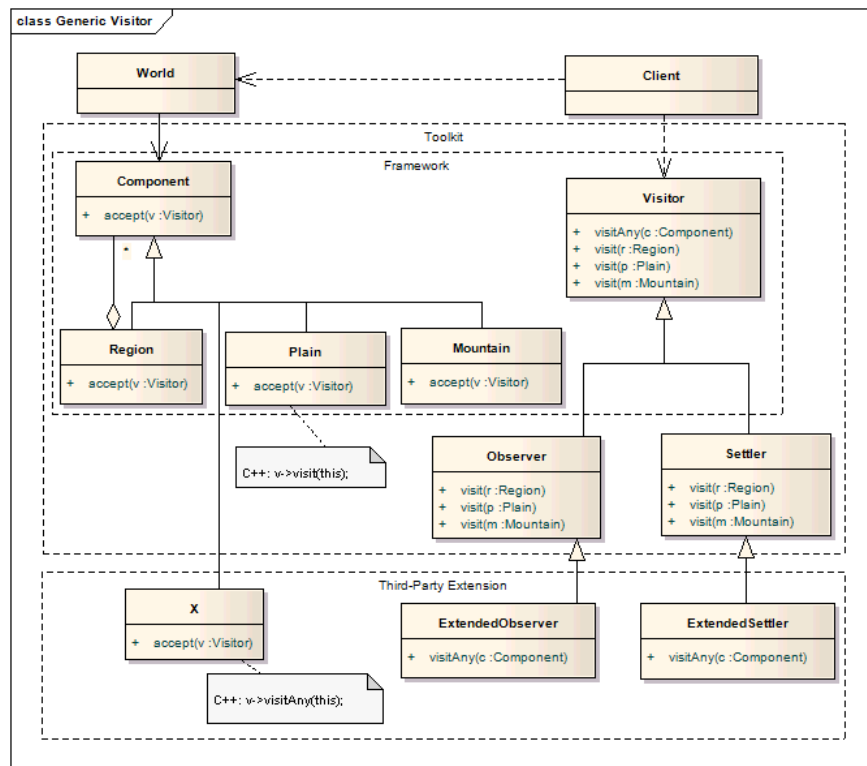 class Generic Visitor
World
Client
Toolkit
Framework
Component
+ accept(v :Visitor)
*
Visitor
+ visitAny(c :Component)
+ visit(r :Region)
+ visit(p :Plain)
+ visit(m :Mountain)
Region
+ accept(v :Visitor)
Plain
+ accept(v :Visitor)
Mountain
+ accept(v :Visitor)
C++: v->visit(this);
Observer
+ visit(r :Region)
+ visit(p :Plain)
+ visit(m :Mountain)
Settler
+ visit(r :Region)
+ visit(p :Plain)
+ visit(m :Mountain)
Third-Party Extension
X
+ accept(v :Visitor)
C++: v->visitAny(this);
ExtendedObserver
+ visitAny(c :Component)
ExtendedSettler
+ visitAny(c :Component)